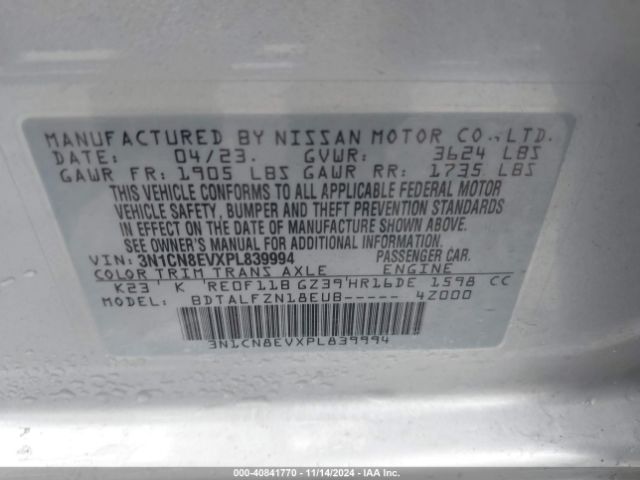 MANUFACTURED BY NISSAN MOTOR CO.,LTD.
DATE: 04/23. GVWR: 3624 LBS
GAWR FR: 1905 LBS GAWR RR: 1735 LBS
THIS VEHICLE CONFORMS TO ALL APPLICABLE FEDERAL MOTOR
VEHICLE SAFETY, BUMPER AND THEFT PREVENTION STANDARDS
IN EFFECT ON THE DATE OF MANUFACTURE SHOWN ABOVE.
SEE OWNER'S MANUAL FOR ADDITIONAL INFORMATION.
VIN: 3N1CN8EVXPL839994 PASSENGER CAR
COLOR TRIM TRANS AXLE ENGINE
K23 K RE0F11B GZ39 HR16DE 1598 CC
MODEL: BDTALFZN18EUB----- 4Z000
3N1CN8EVXPL839994
000-40841770 - 11/14/2024 - IAA Inc.